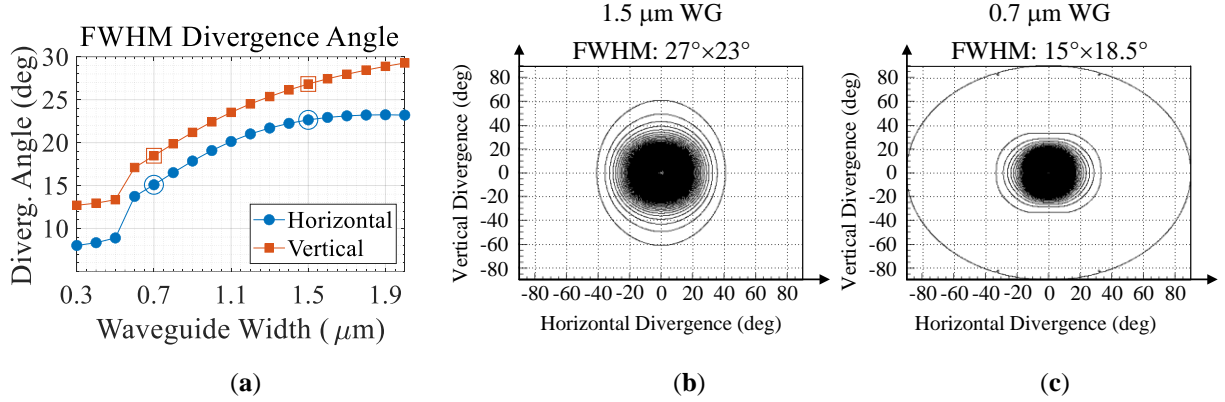 FWHM Divergence Angle
Diverg. Angle (deg)
30
25
20
15
10
0.3 0.7 1.1 1.5 1.9
Waveguide Width ( μm)
Horizontal
Vertical
(a)
1.5 μm WG
FWHM: 27°×23°
Vertical Divergence (deg)
80
60
40
20
0
-20
-40
-60
-80
-80 -60 -40 -20 0 20 40 60 80
Horizontal Divergence (deg)
(b)
0.7 μm WG
FWHM: 15°×18.5°
Vertical Divergence (deg)
80
60
40
20
0
-20
-40
-60
-80
-80 -60 -40 -20 0 20 40 60 80
Horizontal Divergence (deg)
(c)